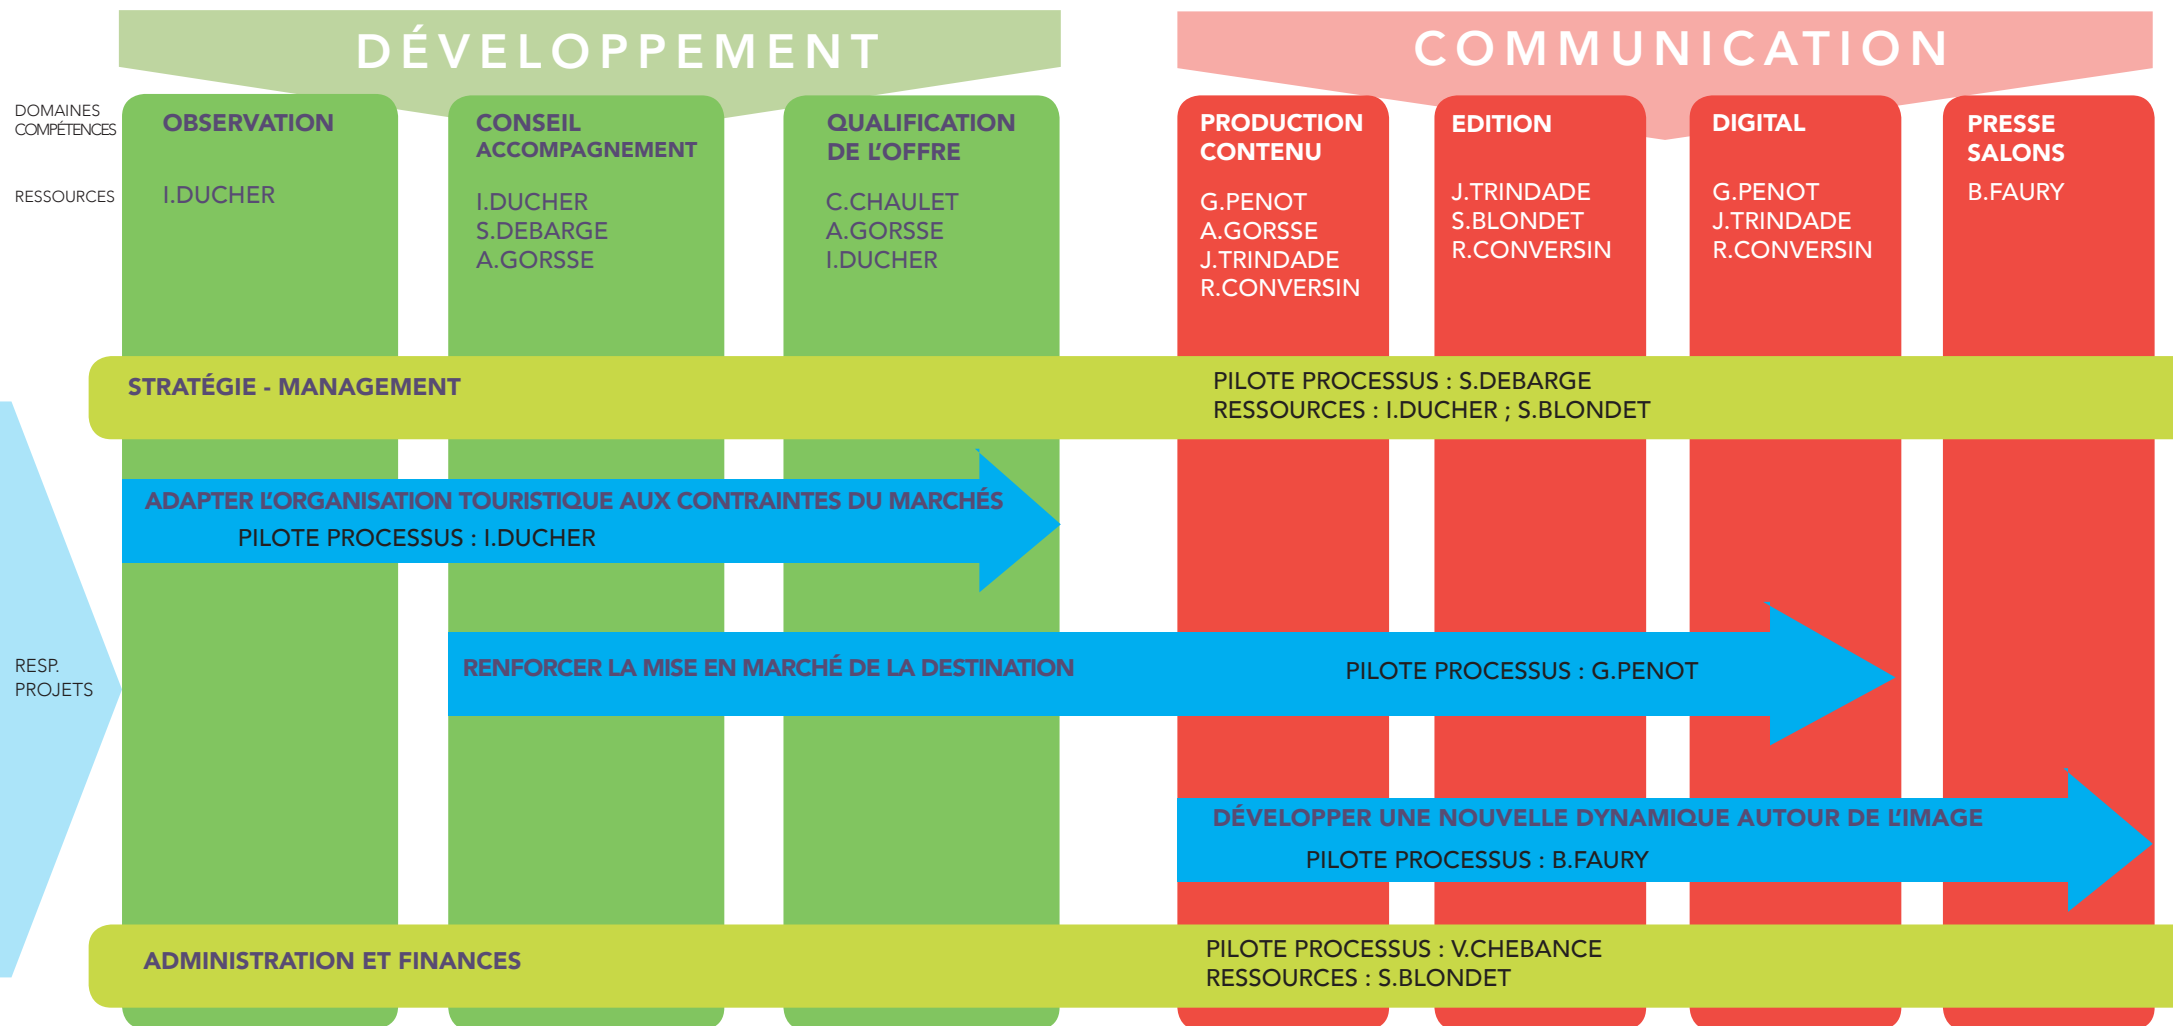 DÉVELOPPEMENT
COMMUNICATION
DOMAINES
COMPÉTENCES
OBSERVATION
CONSEIL
ACCOMPAGNEMENT
QUALIFICATION
DE L'OFFRE
PRODUCTION
CONTENU
EDITION
DIGITAL
PRESSE
SALONS
RESSOURCES
I.DUCHER
I.DUCHER
S.DEBARGE
A.GORSSE
C.CHAULET
A.GORSSE
I.DUCHER
G.PENOT
A.GORSSE
J.TRINDADE
R.CONVERSIN
J.TRINDADE
S.BLONDET
R.CONVERSIN
G.PENOT
J.TRINDADE
R.CONVERSIN
B.FAURY
STRATÉGIE - MANAGEMENT
PILOTE PROCESSUS : S.DEBARGE
RESSOURCES : I.DUCHER ; S.BLONDET
ADAPTER L'ORGANISATION TOURISTIQUE AUX CONTRAINTES DU MARCHÉS
PILOTE PROCESSUS : I.DUCHER
RESP.
PROJETS
RENFORCER LA MISE EN MARCHÉ DE LA DESTINATION
PILOTE PROCESSUS : G.PENOT
DÉVELOPPER UNE NOUVELLE DYNAMIQUE AUTOUR DE L'IMAGE
PILOTE PROCESSUS : B.FAURY
ADMINISTRATION ET FINANCES
PILOTE PROCESSUS : V.CHEBANCE
RESSOURCES : S.BLONDET